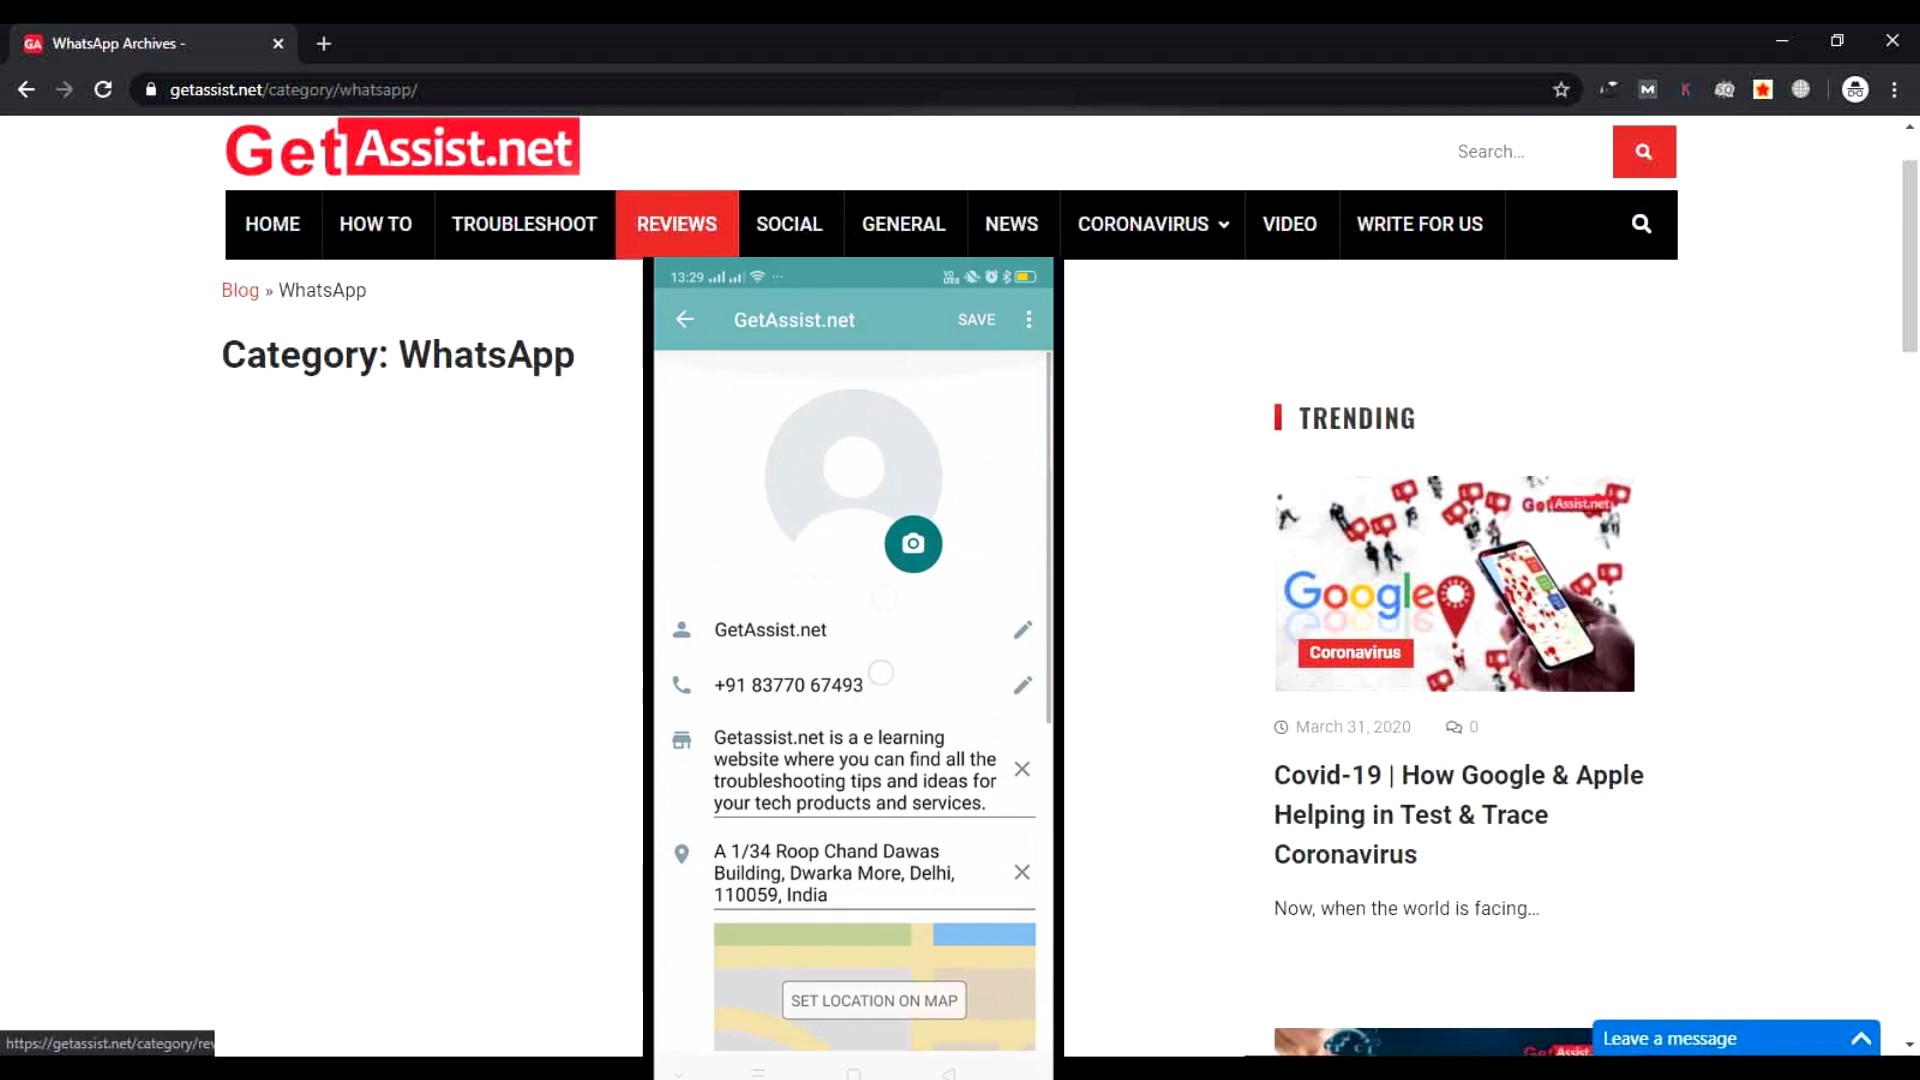 GA WhatsApp Archives -
getassist.net/category/whatsapp/
GetAssist.net
Search...
HOME HOW TO TROUBLESHOOT REVIEWS SOCIAL GENERAL NEWS CORONAVIRUS VIDEO WRITE FOR US
Blog » WhatsApp
Category: WhatsApp
13:29
GetAssist.net SAVE
GetAssist.net
+91 83770 67493
Getassist.net is a e learning
website where you can find all the
troubleshooting tips and ideas for
your tech products and services.
A 1/34 Roop Chand Dawas
Building, Dwarka More, Delhi,
110059, India
SET LOCATION ON MAP
TRENDING
GetAssist.net
Google
Coronavirus
March 31, 2020 0
Covid-19 | How Google & Apple
Helping in Test & Trace
Coronavirus
Now, when the world is facing...
Leave a message
https://getassist.net/category/rev